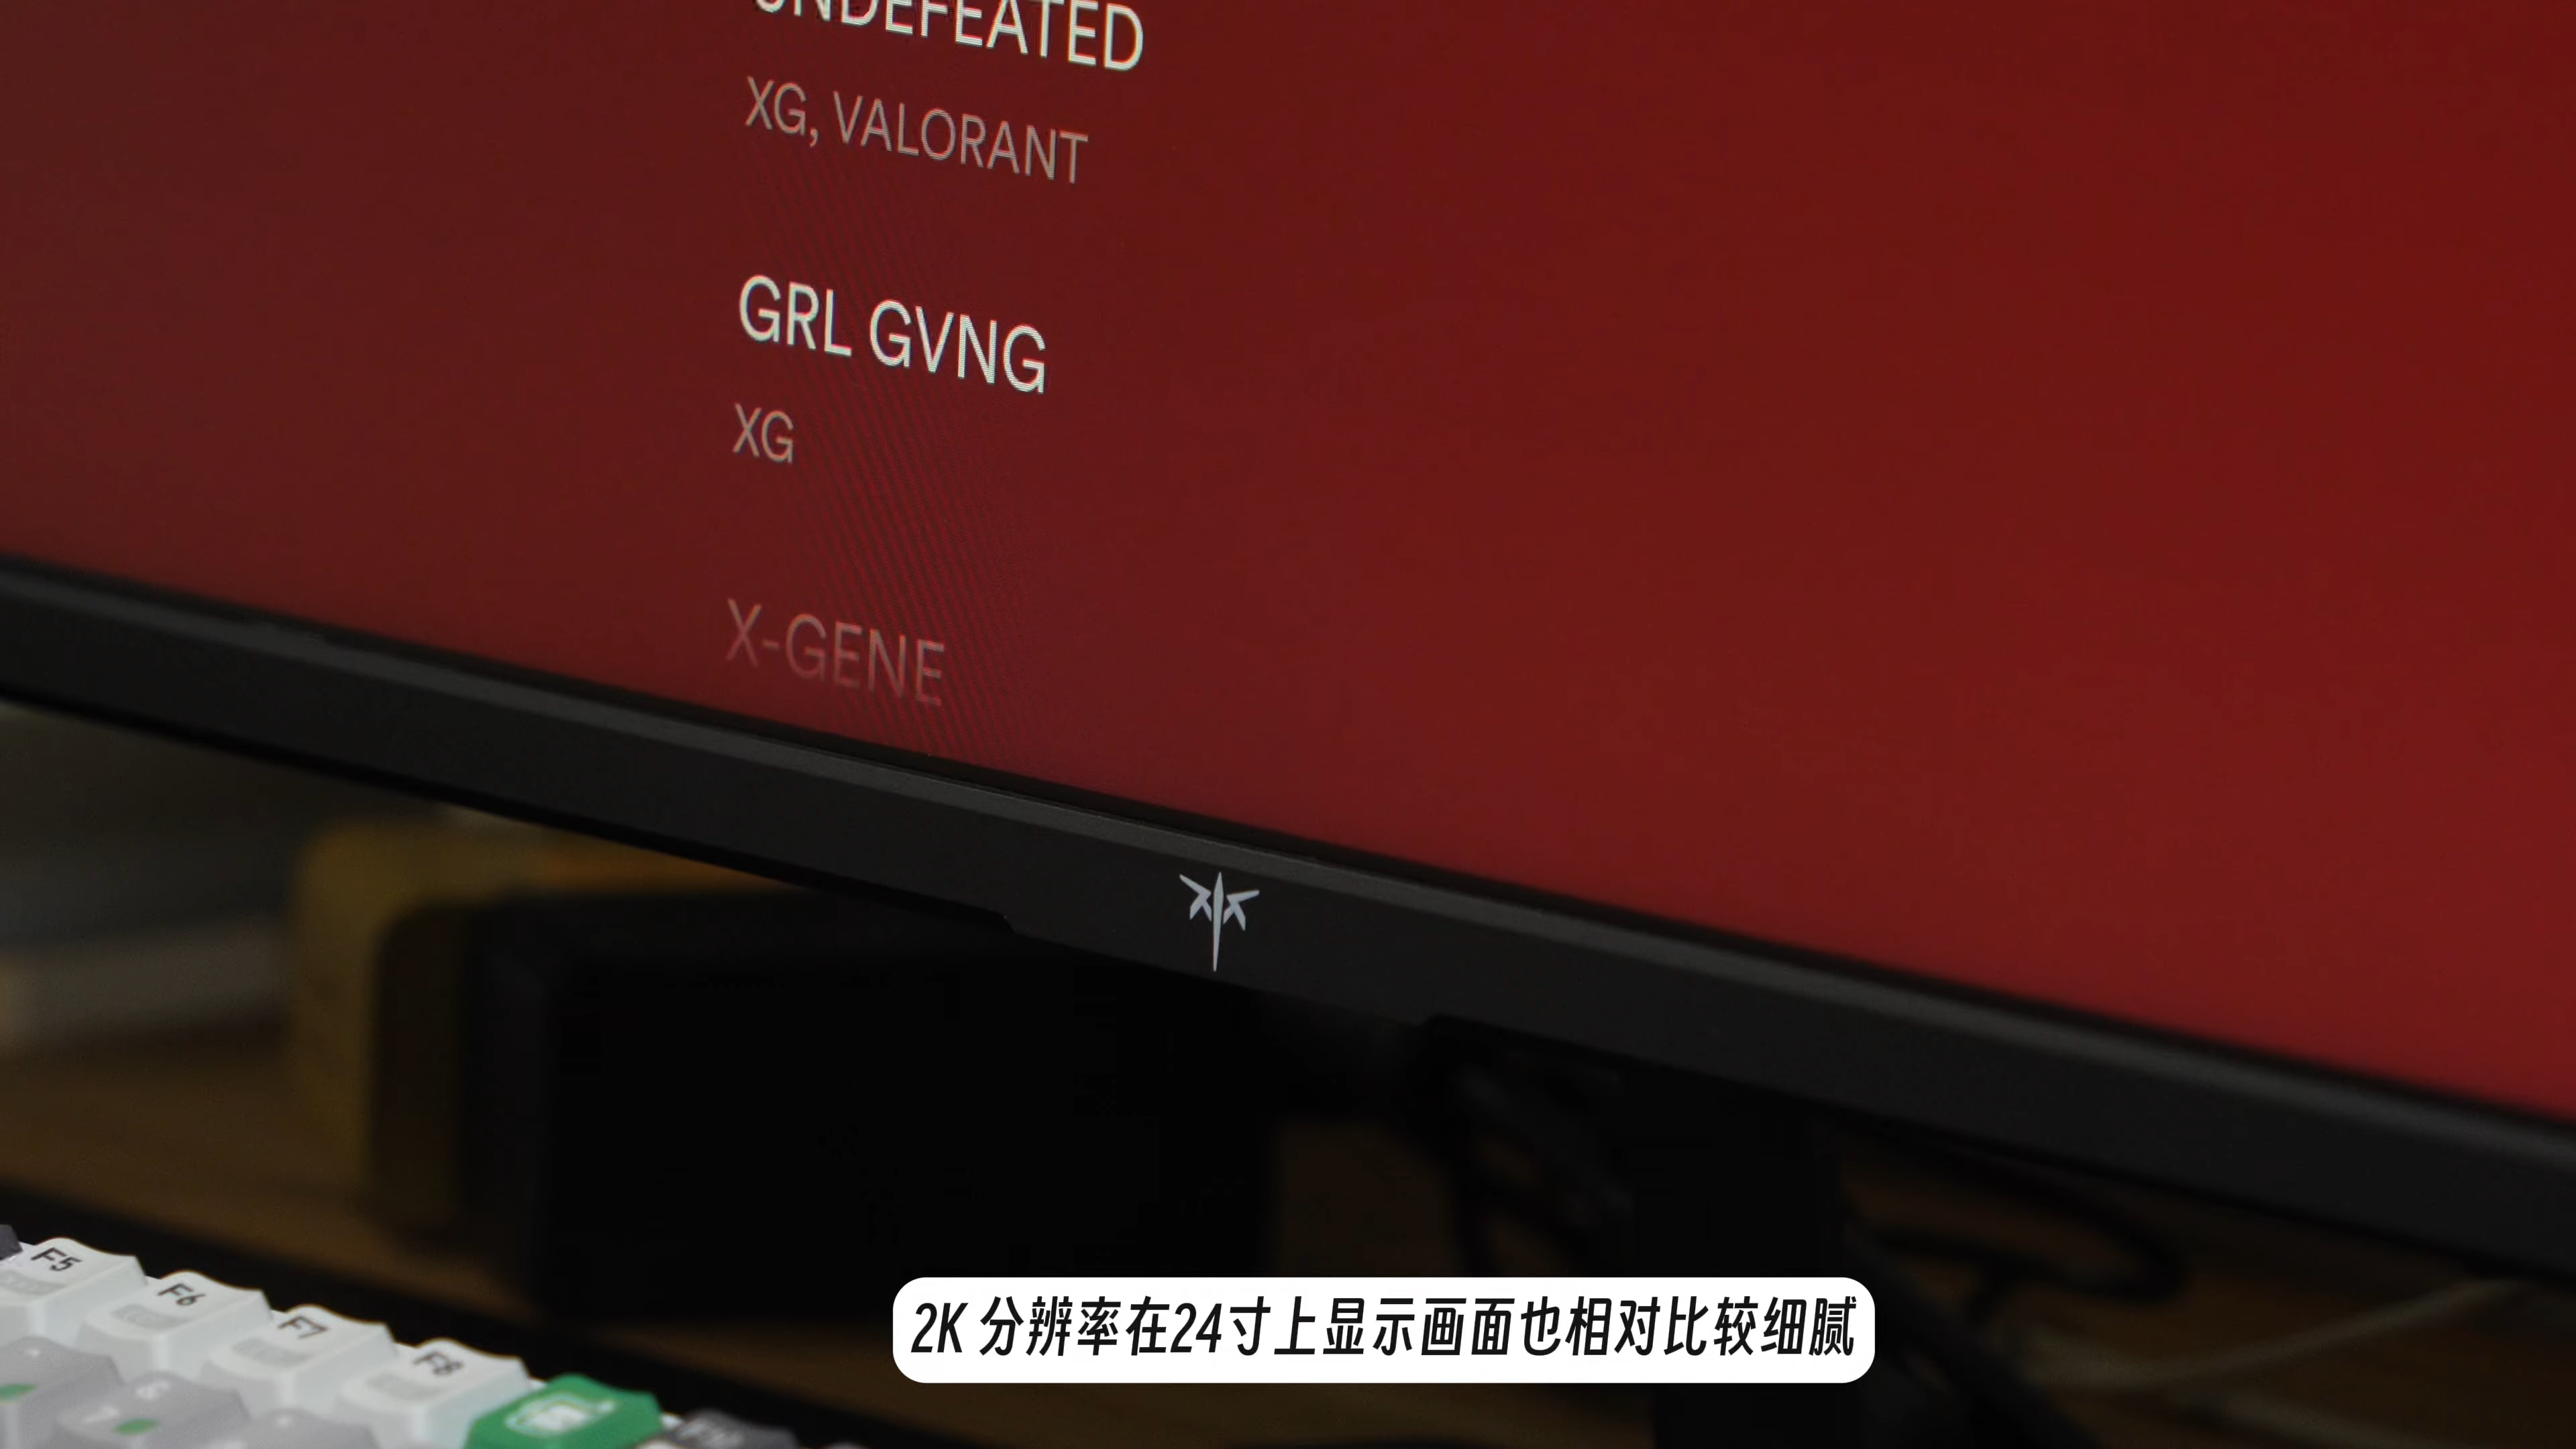 UNDEFEATED
XG, VALORANT
GRL GVNG
XG
X-GENE
F5
F6
F7
F8
2K 分辨率在24寸上显示画面也相对比较细腻